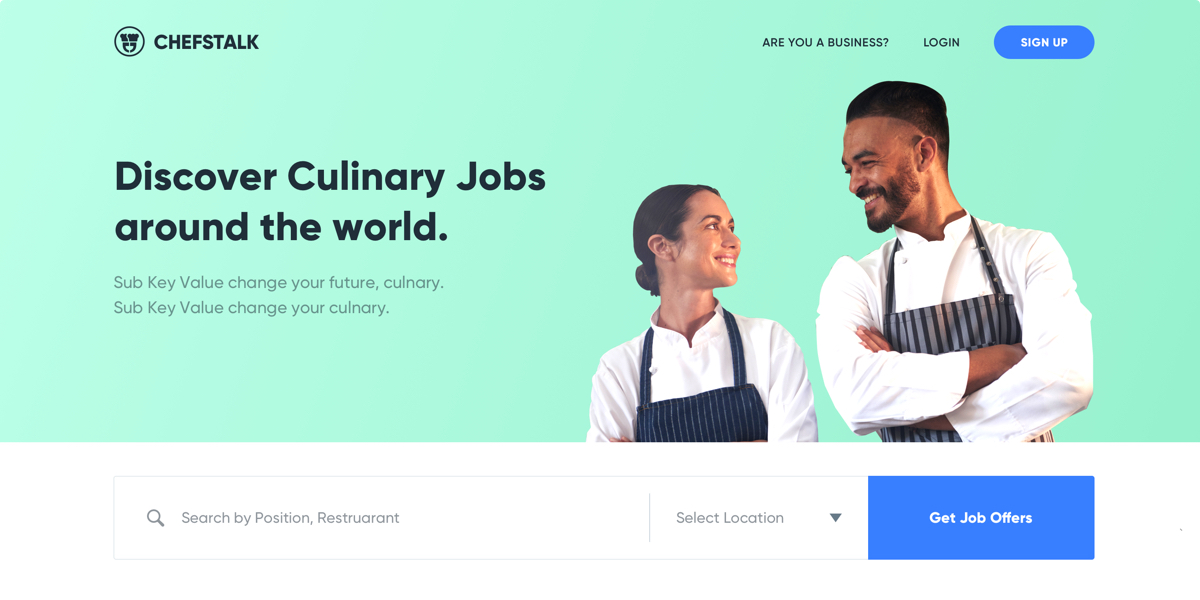 CHEFSTALK
ARE YOU A BUSINESS?
LOGIN
SIGN UP
Discover Culinary Jobs
around the world.
Sub Key Value change your future, culnary.
Sub Key Value change your culnary.
Search by Position, Restruarant
Select Location
Get Job Offers